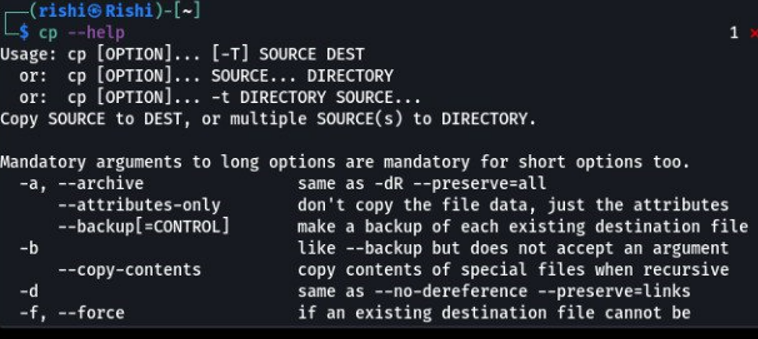 ┌──(rishi㉿Rishi)-[~]
└─$ cp --help 1 ⨯
Usage: cp [OPTION]... [-T] SOURCE DEST
  or:  cp [OPTION]... SOURCE... DIRECTORY
  or:  cp [OPTION]... -t DIRECTORY SOURCE...
Copy SOURCE to DEST, or multiple SOURCE(s) to DIRECTORY.

Mandatory arguments to long options are mandatory for short options too.
  -a, --archive                same as -dR --preserve=all
      --attributes-only        don't copy the file data, just the attributes
      --backup[=CONTROL]       make a backup of each existing destination file
  -b                           like --backup but does not accept an argument
      --copy-contents          copy contents of special files when recursive
  -d                           same as --no-dereference --preserve=links
  -f, --force                  if an existing destination file cannot be